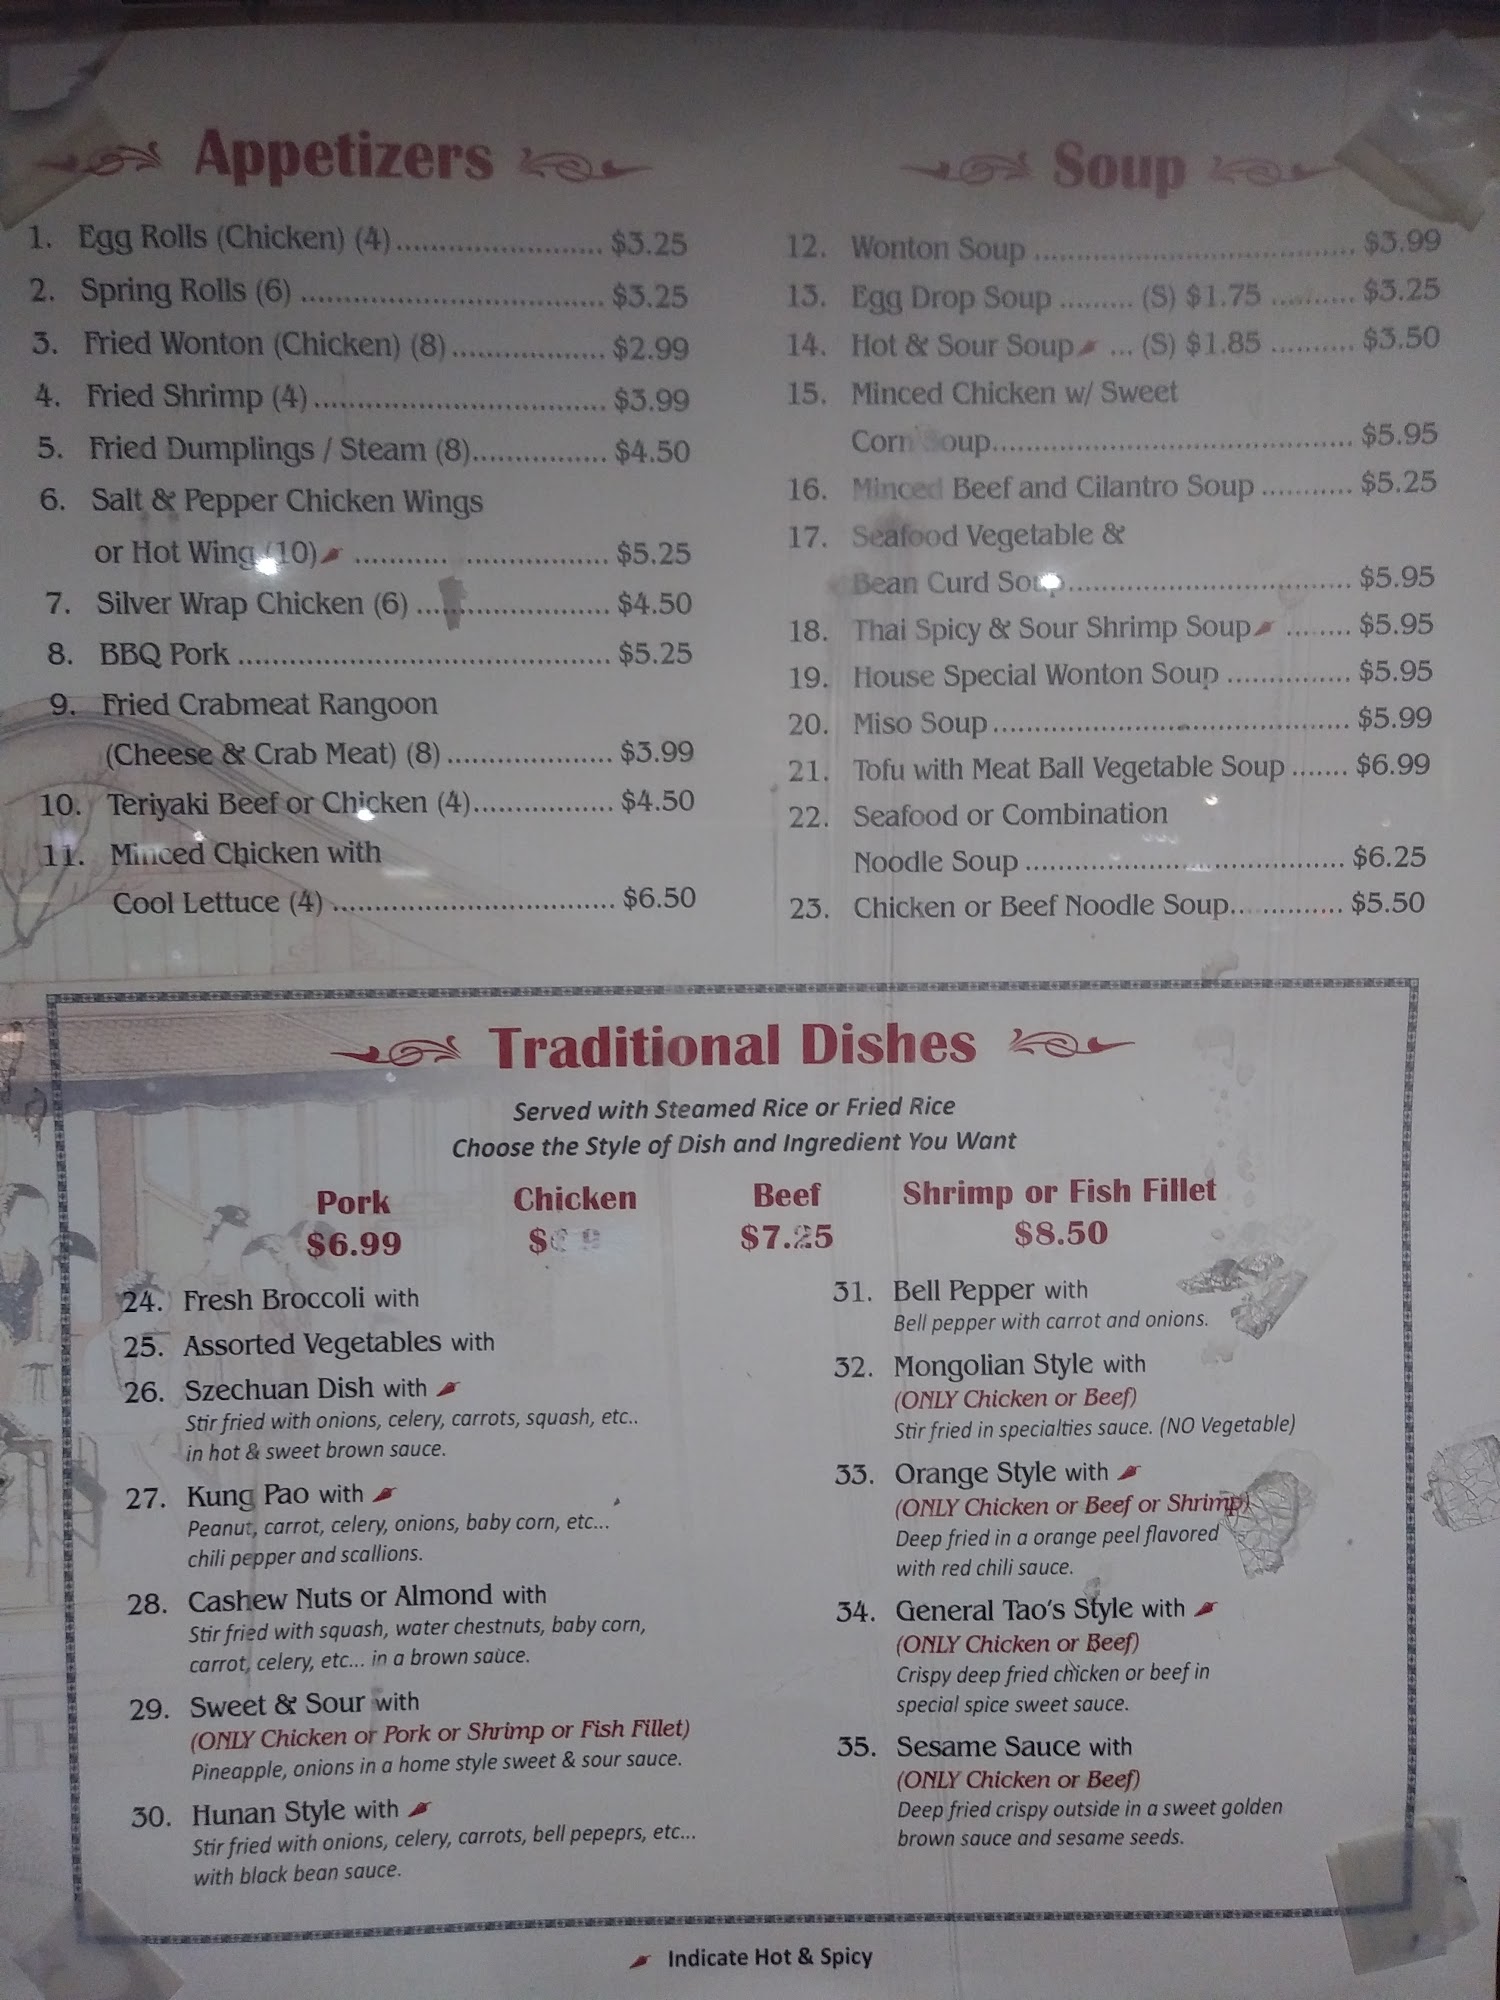 Appetizers
1. Egg Rolls (Chicken) (4)....................... $3.25
2. Spring Rolls (6) .................................. $3.25
3. Fried Wonton (Chicken) (8)................. $2.99
4. Fried Shrimp (4)................................. $3.99
5. Fried Dumplings / Steam (8)............... $4.50
6. Salt & Pepper Chicken Wings
or Hot Wing (10) ........... ................ $5.25
7. Silver Wrap Chicken (6) ...................... $4.50
8. BBQ Pork .......................................... $5.25
9. Fried Crabmeat Rangoon
(Cheese & Crab Meat) (8)................... $3.99
10. Teriyaki Beef or Chicken (4)................ $4.50
11. Minced Chicken with
Cool Lettuce (4) ................................ $6.50
Soup
12. Wonton Soup .................................... $3.99
13. Egg Drop Soup ......... (S) $1.75 .......... $3.25
14. Hot & Sour Soup ... (S) $1.85 .......... $3.50
15. Minced Chicken w/ Sweet
Corn Soup........................................ $5.95
16. Minced Beef and Cilantro Soup ........... $5.25
17. Seafood Vegetable &
Bean Curd Soup................................ $5.95
18. Thai Spicy & Sour Shrimp Soup ........ $5.95
19. House Special Wonton Soup ............... $5.95
20. Miso Soup ........................................ $5.99
21. Tofu with Meat Ball Vegetable Soup ....... $6.99
22. Seafood or Combination
Noodle Soup .................................... $6.25
23. Chicken or Beef Noodle Soup.. ........... $5.50
Traditional Dishes
Served with Steamed Rice or Fried Rice
Choose the Style of Dish and Ingredient You Want
Pork Chicken Beef Shrimp or Fish Fillet
$6.99 $7.25 $8.50
24. Fresh Broccoli with
25. Assorted Vegetables with
26. Szechuan Dish with
Stir fried with onions, celery, carrots, squash, etc..
in hot & sweet brown sauce.
27. Kung Pao with
Peanut, carrot, celery, onions, baby corn, etc...
chili pepper and scallions.
28. Cashew Nuts or Almond with
Stir fried with squash, water chestnuts, baby corn,
carrot, celery, etc... in a brown sauce.
29. Sweet & Sour with
(ONLY Chicken or Pork or Shrimp or Fish Fillet)
Pineapple, onions in a home style sweet & sour sauce.
30. Hunan Style with
Stir fried with onions, celery, carrots, bell pepeprs, etc...
with black bean sauce.
31. Bell Pepper with
Bell pepper with carrot and onions.
32. Mongolian Style with
(ONLY Chicken or Beef)
Stir fried in specialties sauce. (NO Vegetable)
33. Orange Style with
(ONLY Chicken or Beef or Shrimp)
Deep fried in a orange peel flavored
with red chili sauce.
34. General Tao's Style with
(ONLY Chicken or Beef)
Crispy deep fried chicken or beef in
special spice sweet sauce.
35. Sesame Sauce with
(ONLY Chicken or Beef)
Deep fried crispy outside in a sweet golden
brown sauce and sesame seeds.
Indicate Hot & Spicy